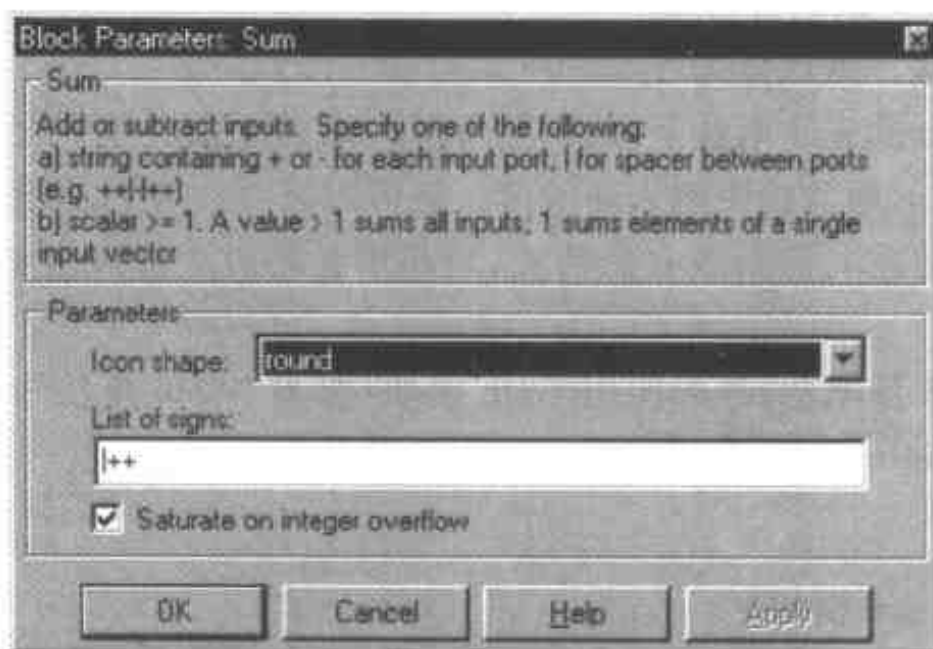 Block Parameters: Sum
Sum
Add or subtract inputs. Specify one of the following:
a) string containing + or - for each input port, | for spacer between ports
(e.g. ++|-|++)
b) scalar >= 1. A value > 1 sums all inputs; 1 sums elements of a single
input vector
Parameters
Icon shape: round
List of signs:
|++
Saturate on integer overflow
OK Cancel Help Apply